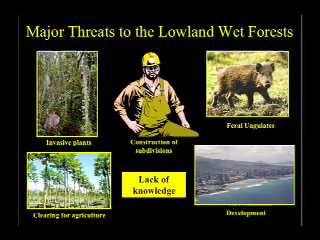 Major Threats to the Lowland Wet Forests
Feral Ungulates
Invasive plants
Construction of
subdivisions
Lack of
knowledge
Clearing for agriculture
Development